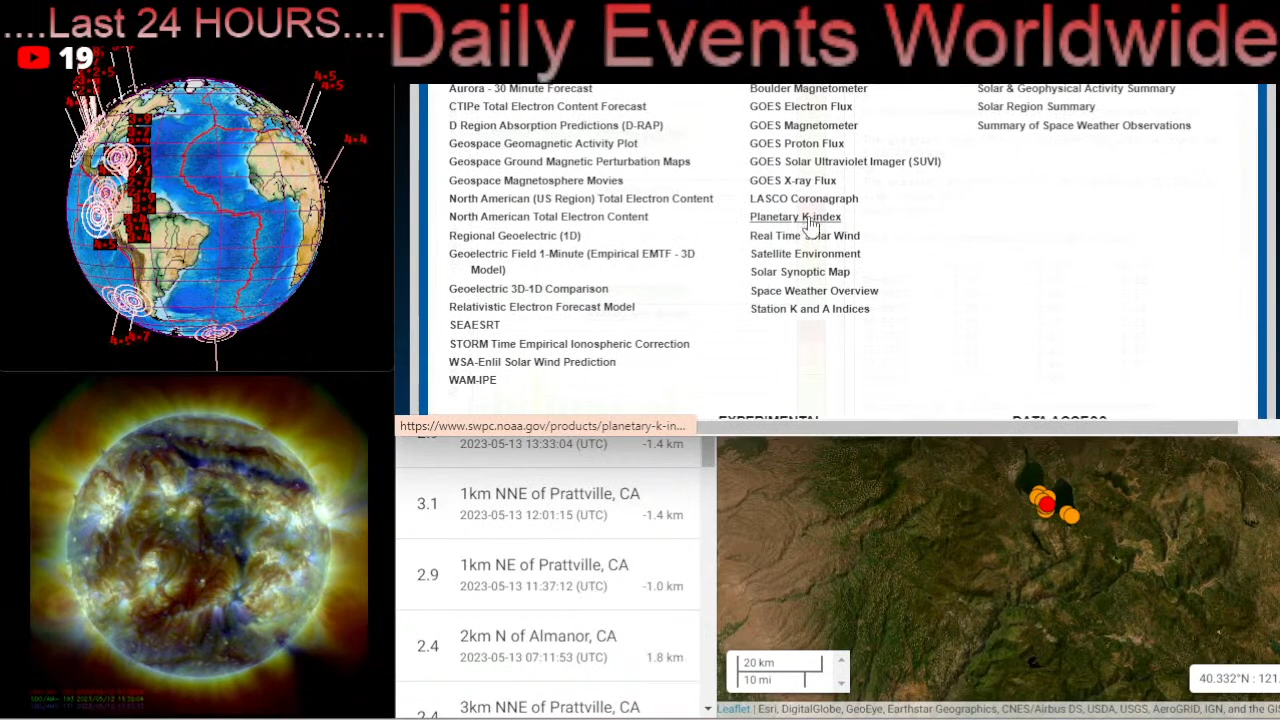 ....Last 24 HOURS....
Daily Events Worldwide
19
4.5
4.5
4.4
Aurora - 30 Minute Forecast
CTIPe Total Electron Content Forecast
D Region Absorption Predictions (D-RAP)
Geospace Geomagnetic Activity Plot
Geospace Ground Magnetic Perturbation Maps
Geospace Magnetosphere Movies
North American (US Region) Total Electron Content
North American Total Electron Content
Regional Geoelectric (1D)
Geoelectric Field 1-Minute (Empirical EMTF - 3D
Model)
Geoelectric 3D-1D Comparison
Relativistic Electron Forecast Model
SEAESRT
STORM Time Empirical Ionospheric Correction
WSA-Enlil Solar Wind Prediction
WAM-IPE
Boulder Magnetometer
GOES Electron Flux
GOES Magnetometer
GOES Proton Flux
GOES Solar Ultraviolet Imager (SUVI)
GOES X-ray Flux
LASCO Coronagraph
Planetary K-index
Real Time Solar Wind
Satellite Environment
Solar Synoptic Map
Space Weather Overview
Station K and A Indices
Solar & Geophysical Activity Summary
Solar Region Summary
Summary of Space Weather Observations
EXPERIMENTAL
DATA ACCESS
https://www.swpc.noaa.gov/products/planetary-k-in...
2023-05-13 13:33:04 (UTC) -1.4 km
3.1 1km NNE of Prattville, CA
2023-05-13 12:01:15 (UTC) -1.4 km
2.9 1km NE of Prattville, CA
2023-05-13 11:37:12 (UTC) -1.0 km
2.4 2km N of Almanor, CA
2023-05-13 07:11:53 (UTC) 1.8 km
3km NNE of Prattville, CA
20 km
10 mi
40.332°N : 121.
Leaflet | Esri, DigitalGlobe, GeoEye, Earthstar Geographics, CNES/Airbus DS, USDA, USGS, AeroGRID, IGN, and the GIS